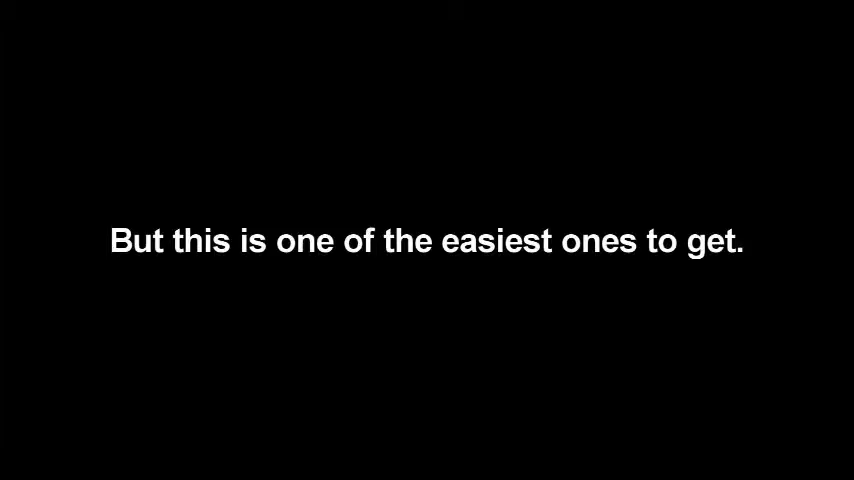 But this is one of the easiest ones to get.